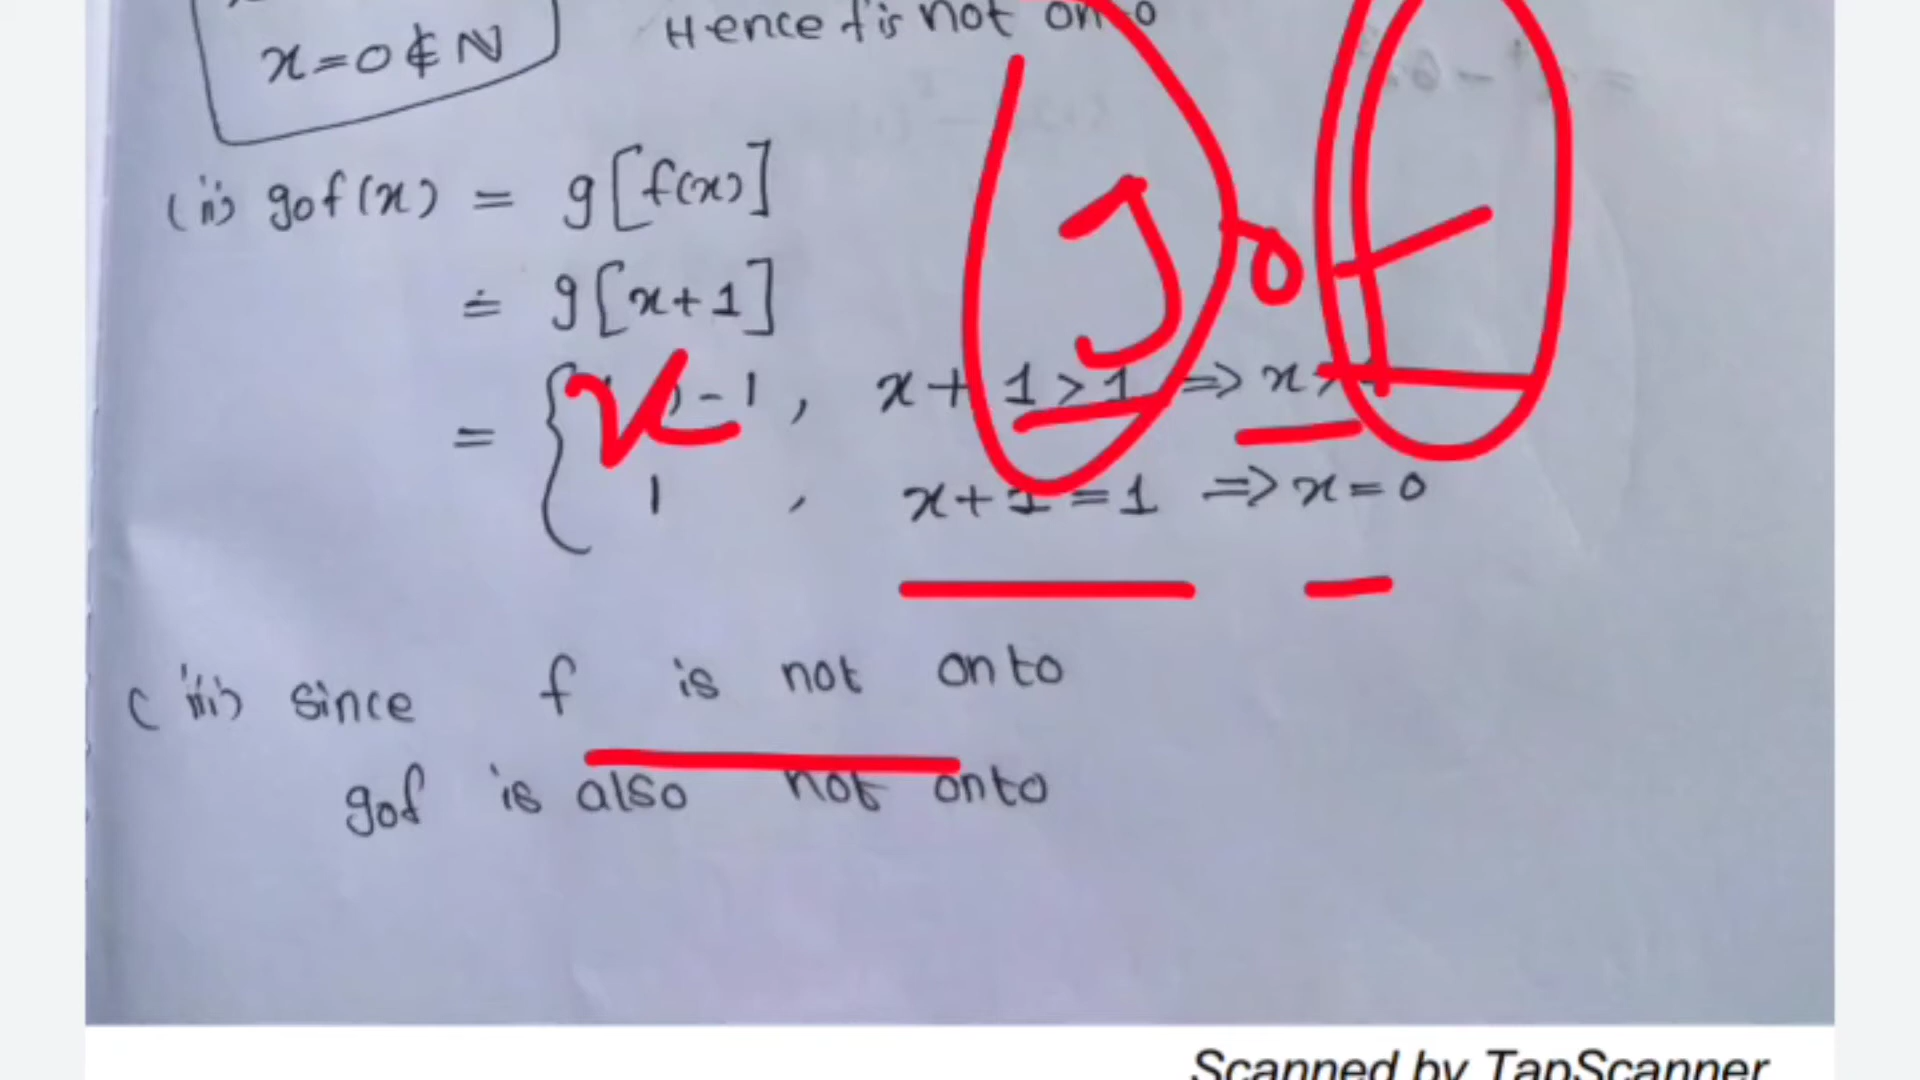 x=0∉N Hence f is not onto
(ii) gof(x) = g[f(x)]
= g[x+1]
= { x -1 , x+1>1 => x>
1 , x+1=1 => x=0
gof
(iii) since f is not onto
gof is also not onto
Scanned by TapScanner